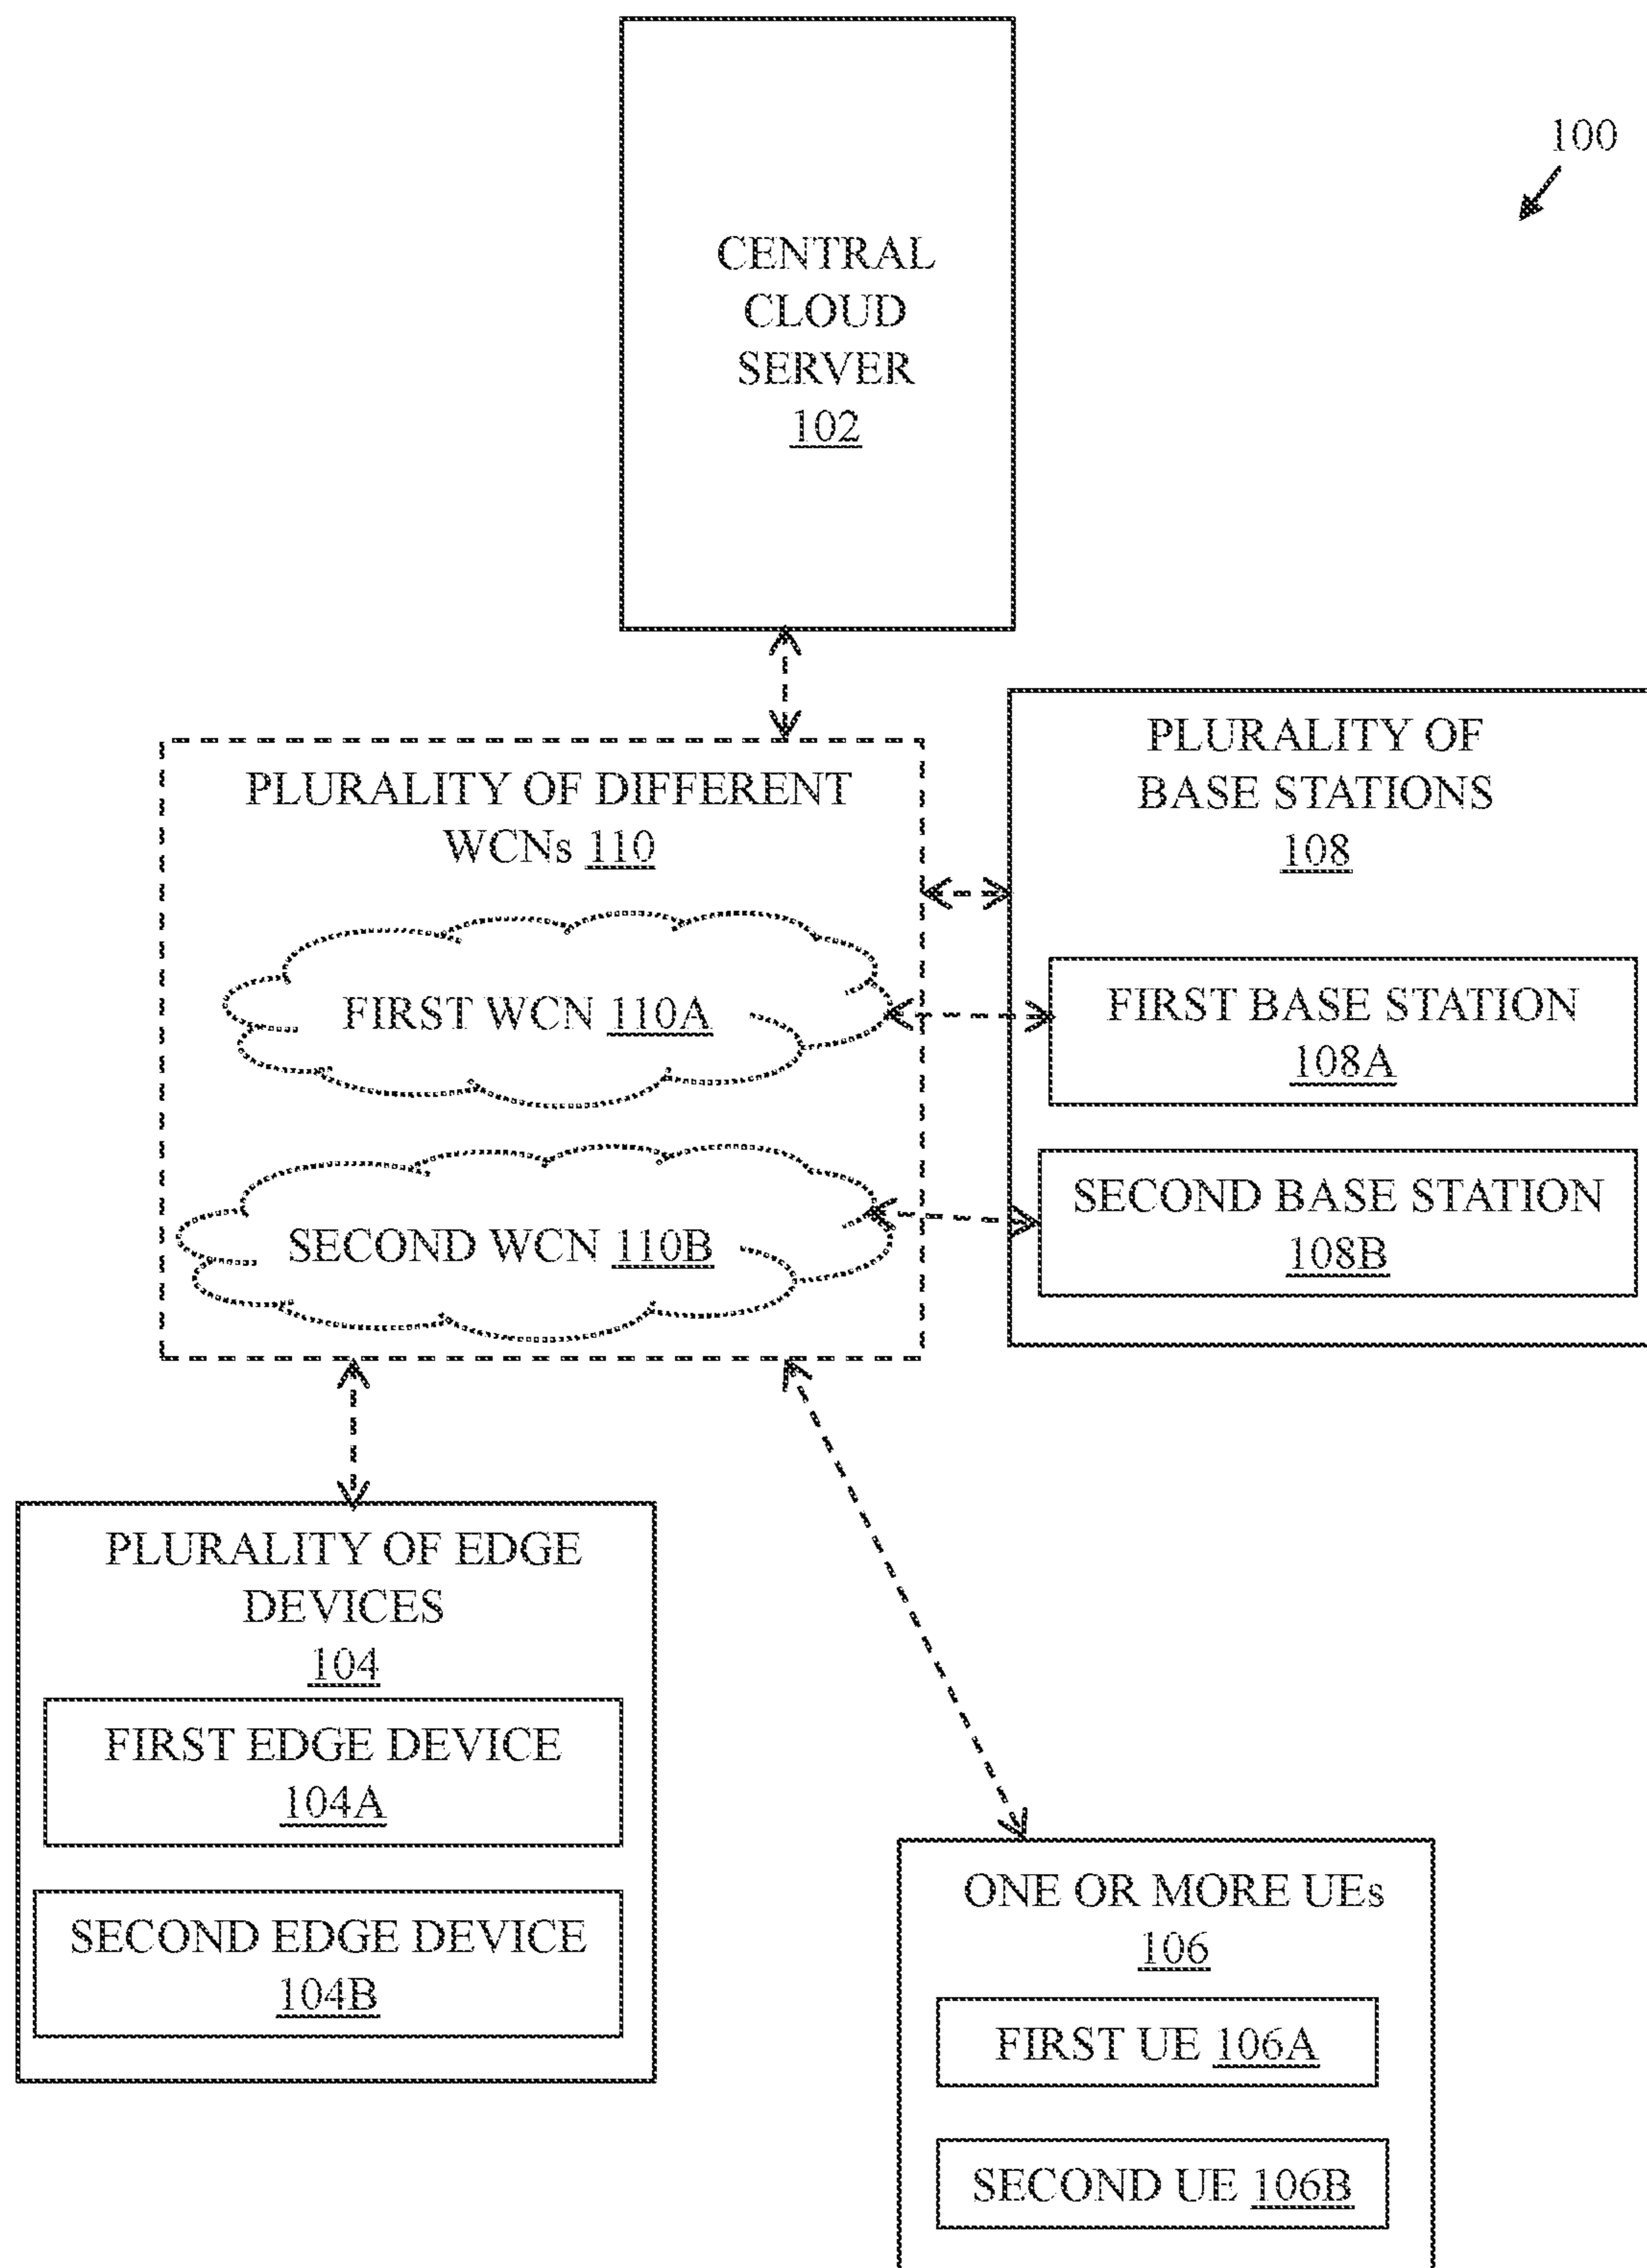 100
CENTRAL
CLOUD
SERVER
102
PLURALITY OF DIFFERENT
WCNs 110
FIRST WCN 110A
SECOND WCN 110B
PLURALITY OF
BASE STATIONS
108
FIRST BASE STATION
108A
SECOND BASE STATION
108B
PLURALITY OF EDGE
DEVICES
104
FIRST EDGE DEVICE
104A
SECOND EDGE DEVICE
104B
ONE OR MORE UEs
106
FIRST UE 106A
SECOND UE 106B